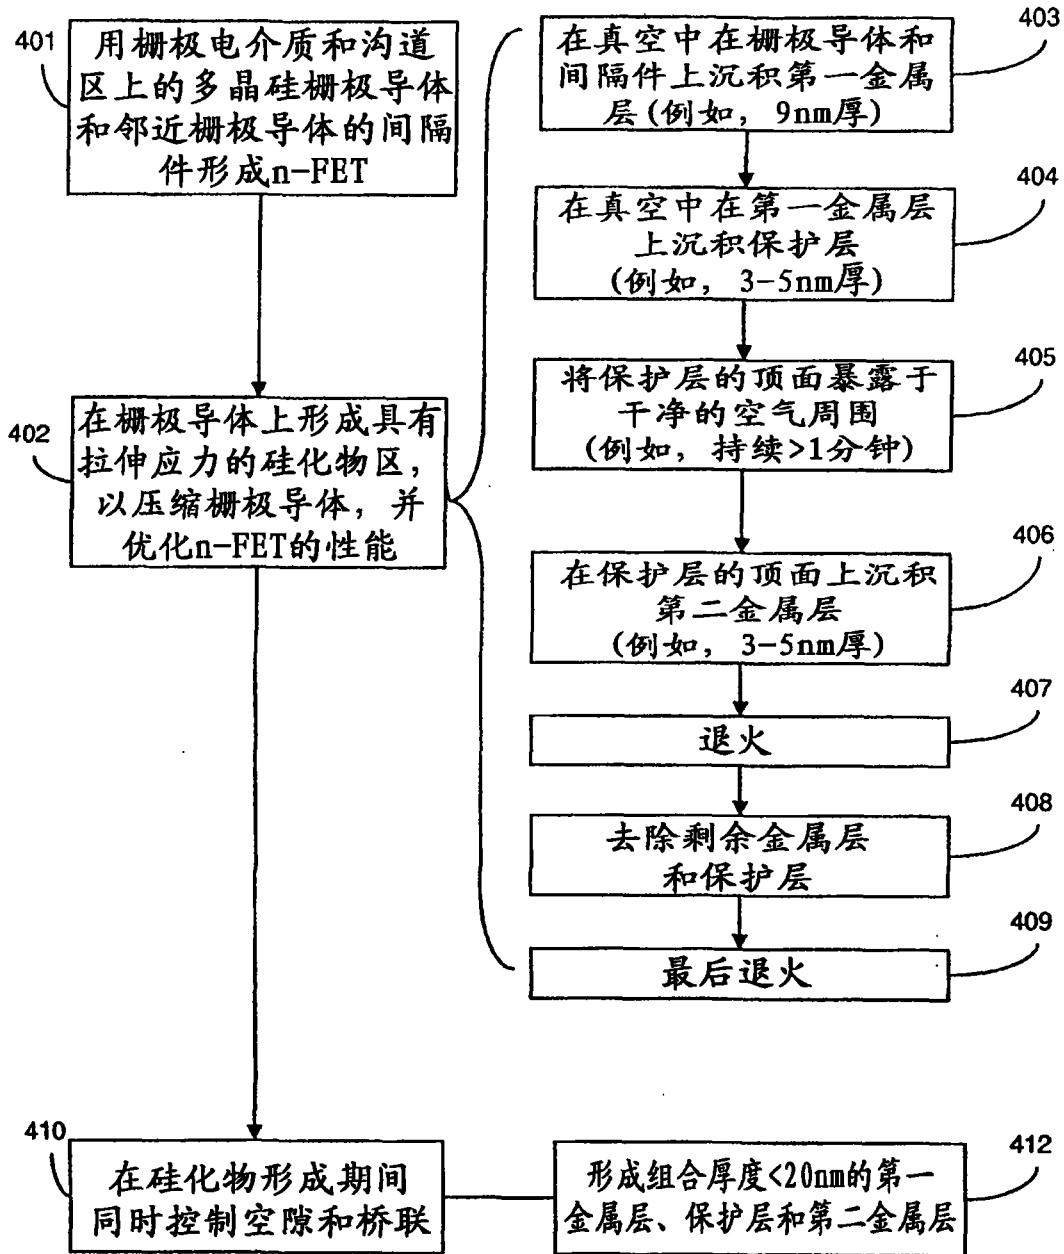 401
用栅极电介质和沟道
区上的多晶硅栅极导体
和邻近栅极导体的间隔
件形成n-FET
402
在栅极导体上形成具有
拉伸应力的硅化物区，
以压缩栅极导体，并
优化n-FET的性能
403
在真空中在栅极导体和
间隔件上沉积第一金属
层(例如，9nm厚)
404
在真空中在第一金属层
上沉积保护层
(例如，3-5nm厚)
405
将保护层的顶面暴露于
干净的空气周围
(例如，持续>1分钟)
406
在保护层的顶面上沉积
第二金属层
(例如，3-5nm厚)
407
退火
408
去除剩余金属层
和保护层
409
最后退火
410
在硅化物形成期间
同时控制空隙和桥联
412
形成组合厚度<20nm的第一
金属层、保护层和第二金属层